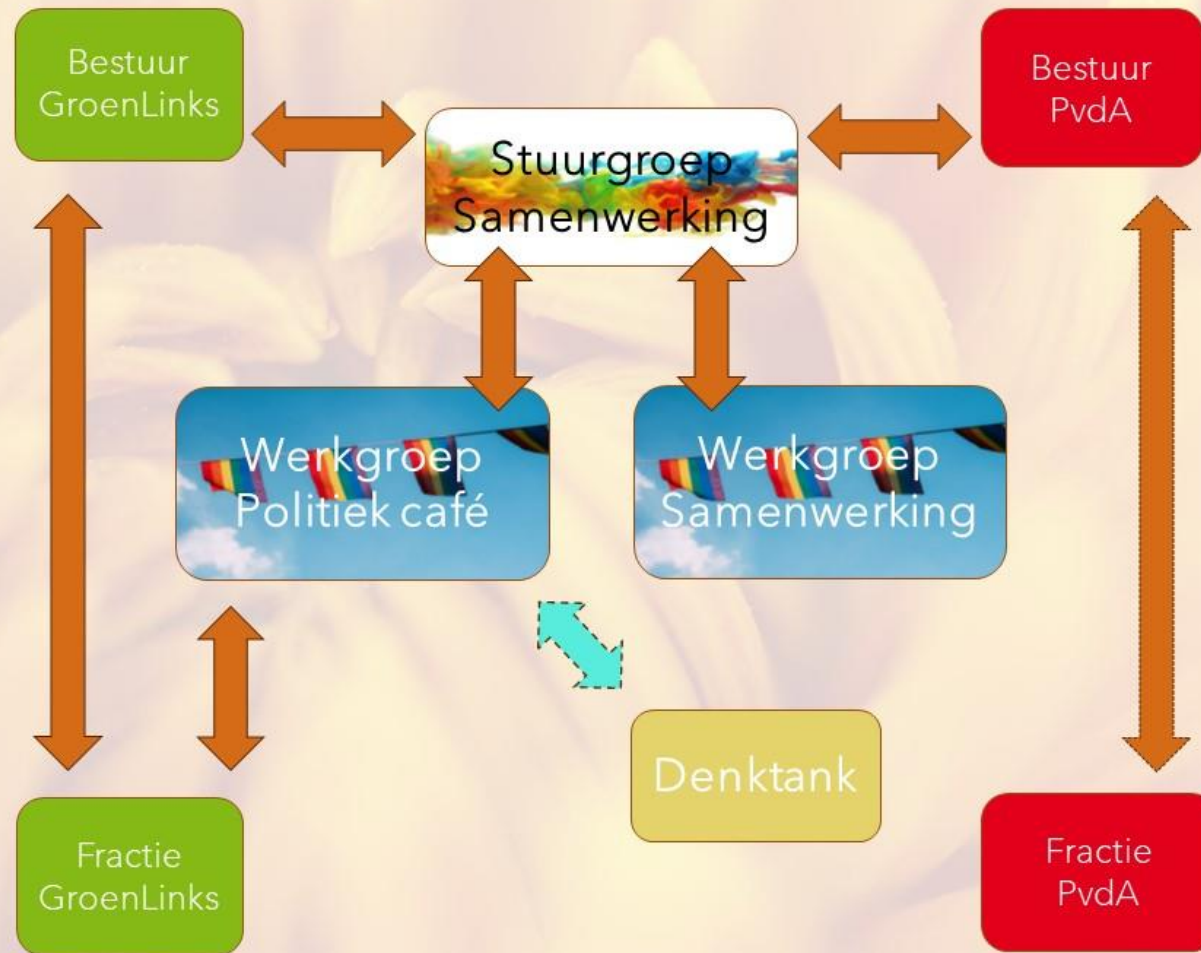 Bestuur
GroenLinks
Bestuur
PvdA
Stuurgroep
Samenwerking
Werkgroep
Politiek café
Werkgroep
Samenwerking
Denktank
Fractie
GroenLinks
Fractie
PvdA